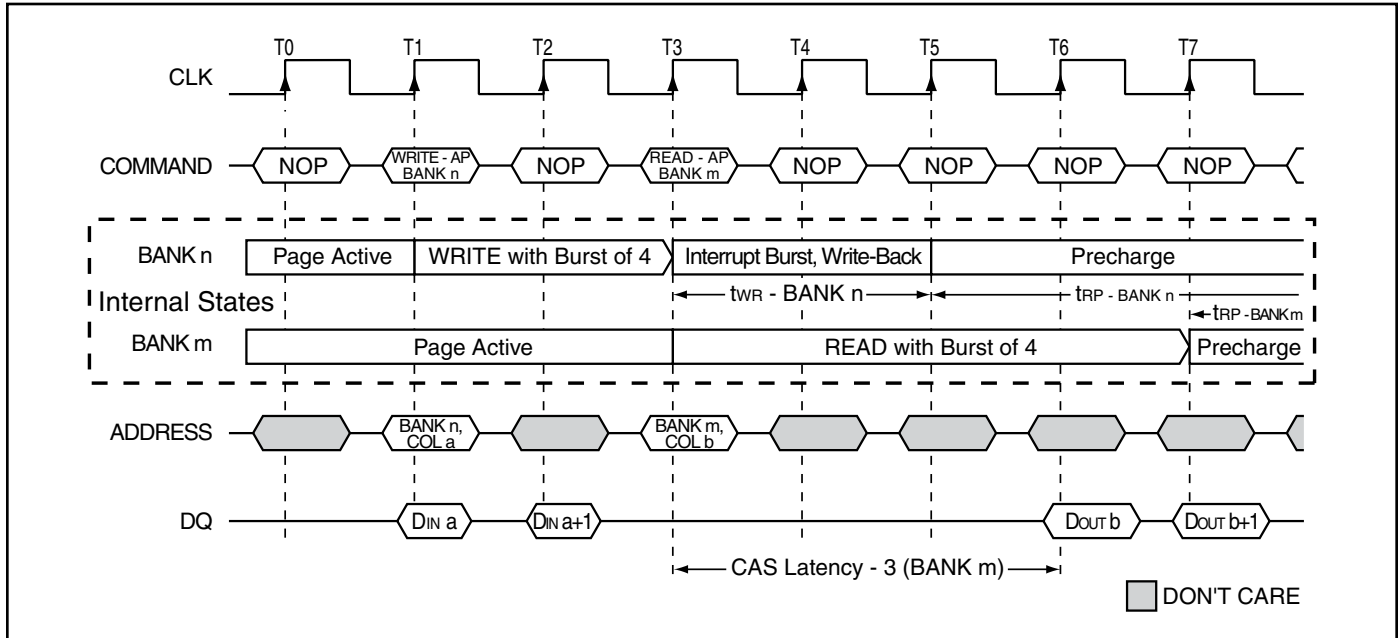 T0 T1 T2 T3 T4 T5 T6 T7
CLK
COMMAND NOP WRITE - AP BANK n NOP READ - AP BANK m NOP NOP NOP NOP
BANK n Page Active WRITE with Burst of 4 Interrupt Burst, Write-Back Precharge
Internal States tWR - BANK n tRP - BANK n
tRP - BANK m
BANK m Page Active READ with Burst of 4 Precharge
ADDRESS BANK n, COL a BANK m, COL b
DQ DIN a DIN a+1 DOUT b DOUT b+1
CAS Latency - 3 (BANK m)
DON'T CARE